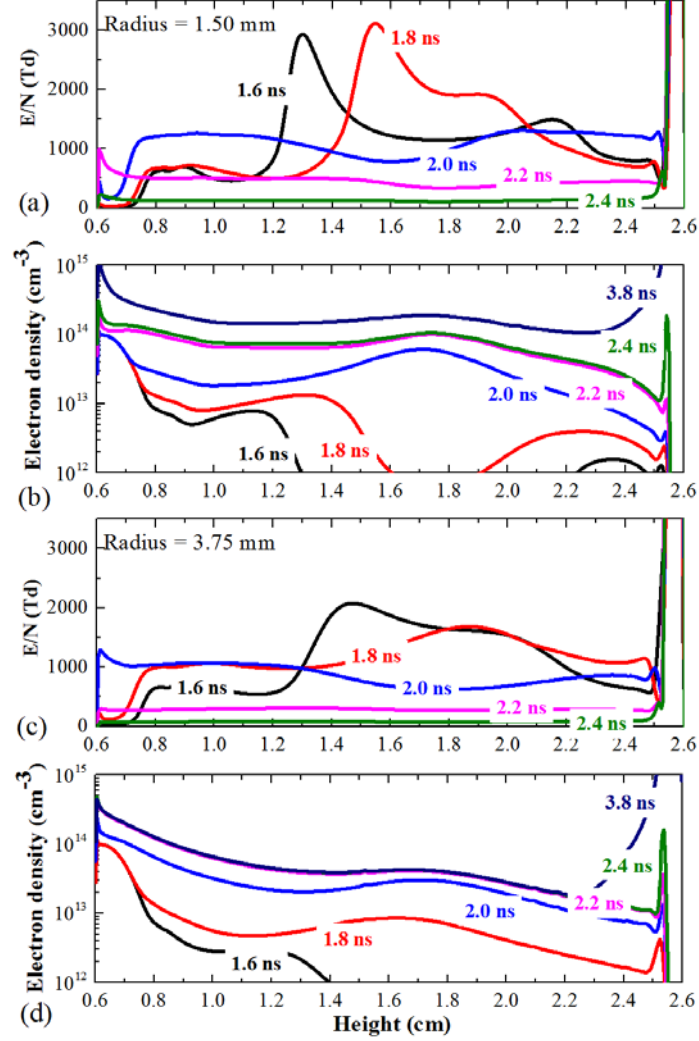 Radius = 1.50 mm
E/N (Td)
3000
2000
1000
0
1.6 ns
1.8 ns
2.0 ns
2.2 ns
2.4 ns
(a)
0.6 0.8 1.0 1.2 1.4 1.6 1.8 2.0 2.2 2.4 2.6
Electron density (cm-3)
10^15
10^14
10^13
10^12
3.8 ns
2.4 ns
2.2 ns
2.0 ns
1.8 ns
1.6 ns
(b)
0.6 0.8 1.0 1.2 1.4 1.6 1.8 2.0 2.2 2.4 2.6
Radius = 3.75 mm
E/N (Td)
3000
2000
1000
0
1.6 ns
1.8 ns
2.0 ns
2.2 ns
2.4 ns
(c)
0.6 0.8 1.0 1.2 1.4 1.6 1.8 2.0 2.2 2.4 2.6
Electron density (cm-3)
10^15
10^14
10^13
10^12
3.8 ns
2.4 ns
2.2 ns
2.0 ns
1.8 ns
1.6 ns
(d)
0.6 0.8 1.0 1.2 1.4 1.6 1.8 2.0 2.2 2.4 2.6
Height (cm)